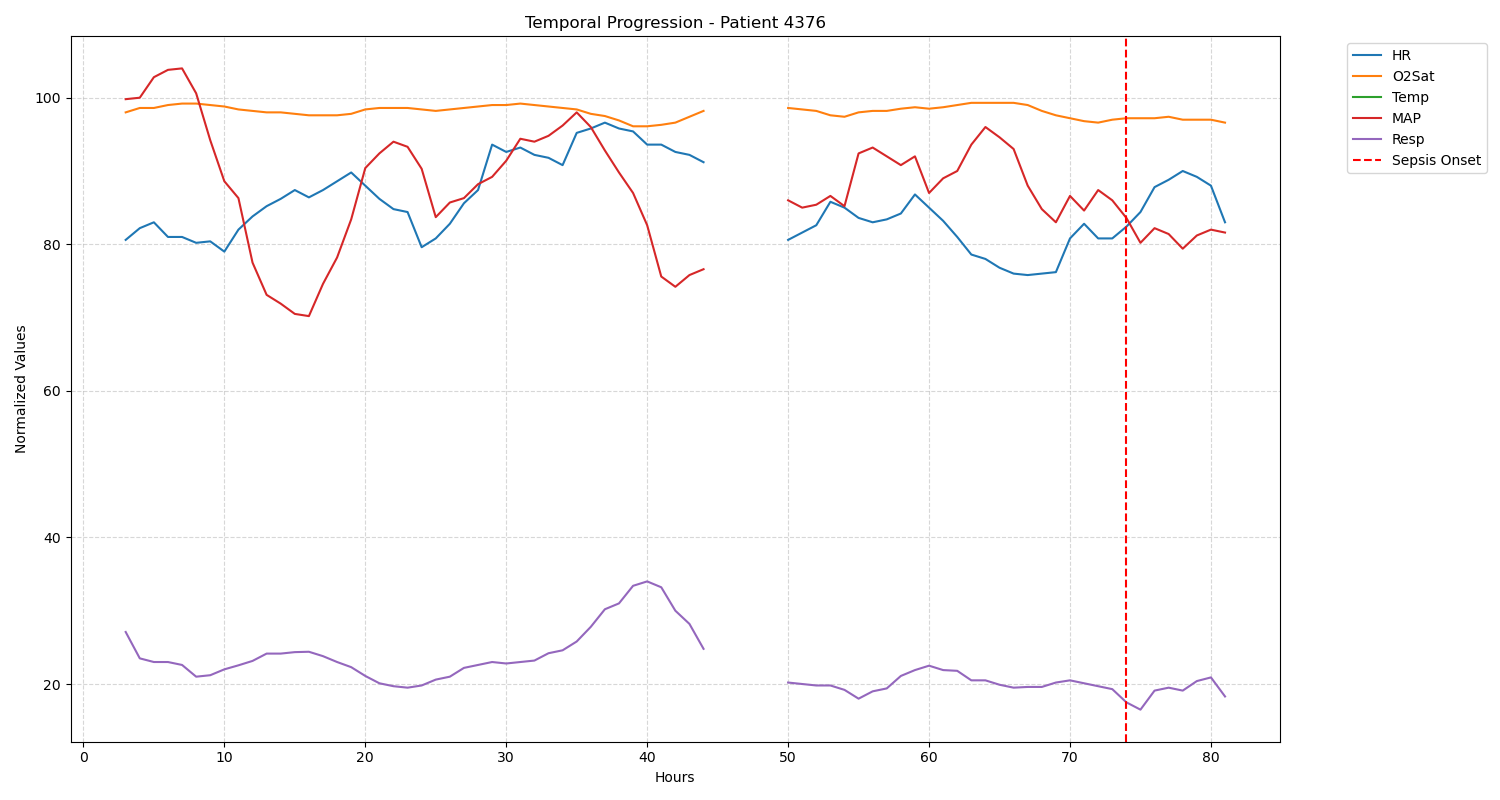 Temporal Progression - Patient 4376
HR
O2Sat
Temp
MAP
Resp
Sepsis Onset
Normalized Values
100
80
60
40
20
0 10 20 30 40 50 60 70 80
Hours